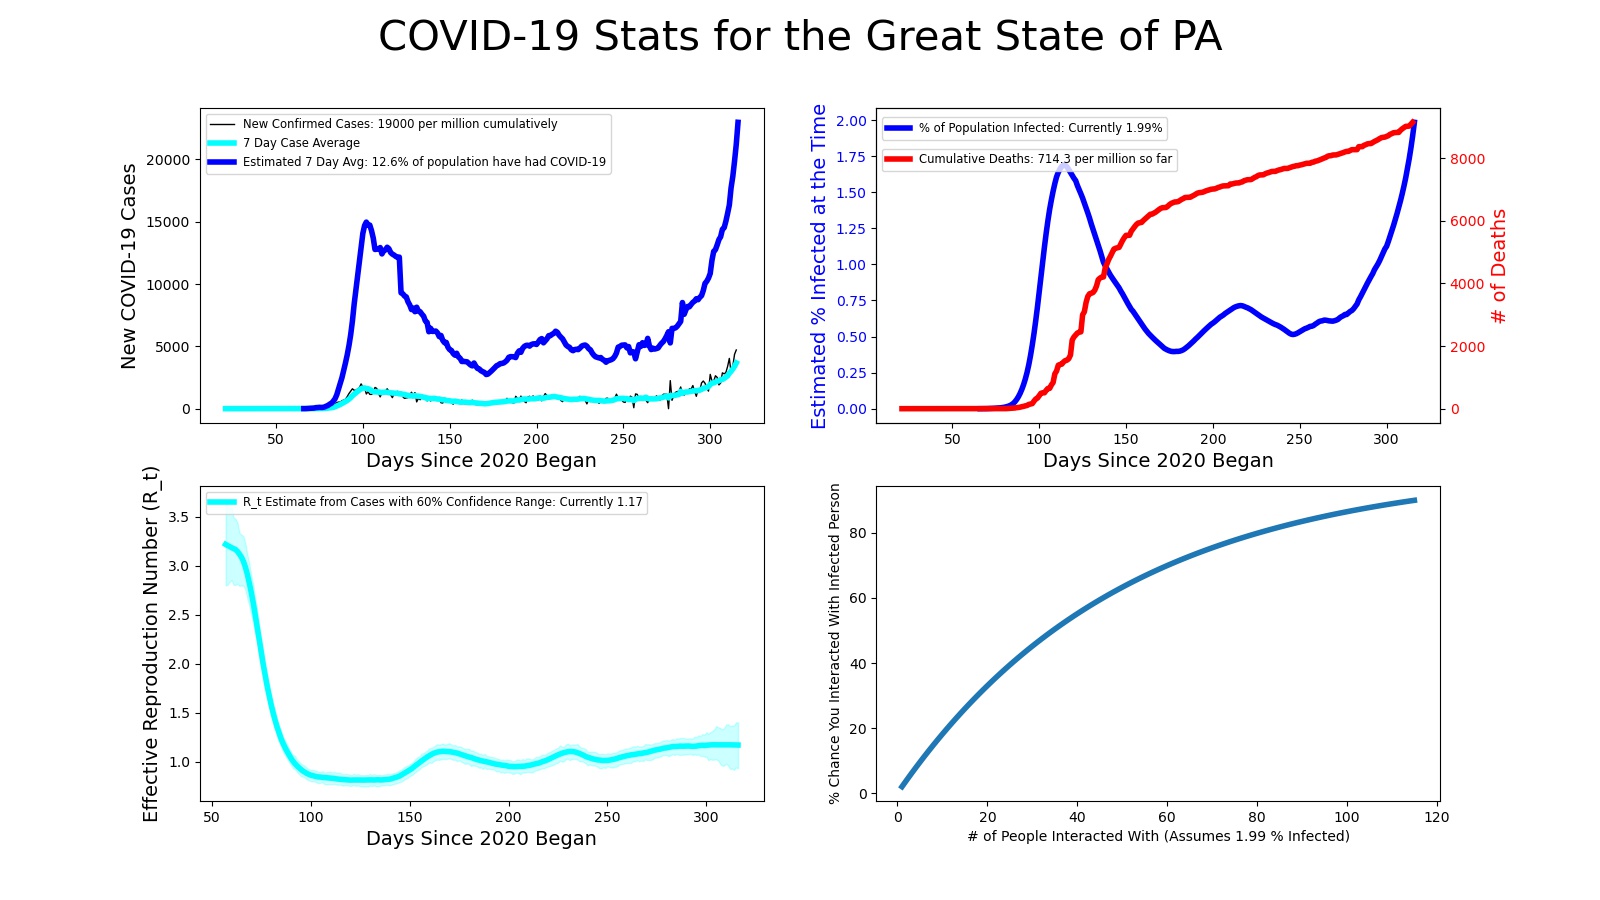 COVID-19 Stats for the Great State of PA
New COVID-19 Cases
20000
15000
10000
5000
0
New Confirmed Cases: 19000 per million cumulatively
7 Day Case Average
Estimated 7 Day Avg: 12.6% of population have had COVID-19
50 100 150 200 250 300
Days Since 2020 Began
Estimated % Infected at the Time
2.00
1.75
1.50
1.25
1.00
0.75
0.50
0.25
0.00
% of Population Infected: Currently 1.99%
Cumulative Deaths: 714.3 per million so far
8000
6000
4000
2000
0
# of Deaths
50 100 150 200 250 300
Days Since 2020 Began
Effective Reproduction Number (R_t)
3.5
3.0
2.5
2.0
1.5
1.0
R_t Estimate from Cases with 60% Confidence Range: Currently 1.17
50 100 150 200 250 300
Days Since 2020 Began
% Chance You Interacted With Infected Person
80
60
40
20
0
0 20 40 60 80 100 120
# of People Interacted With (Assumes 1.99 % Infected)